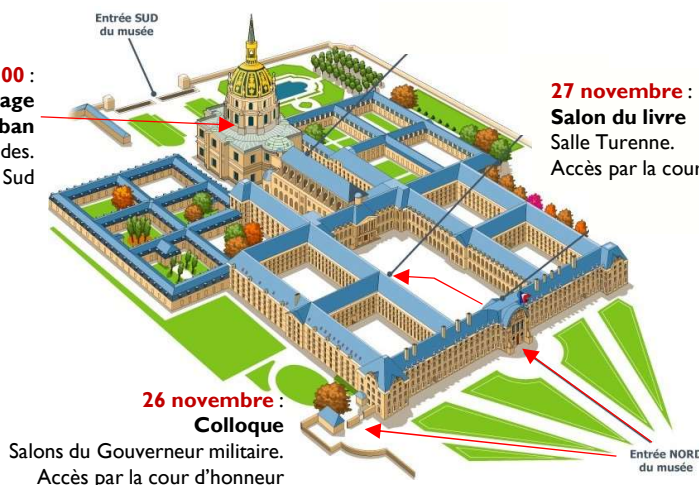 Entrée SUD
du musée
00 :
age
ban
des.
Sud
27 novembre :
Salon du livre
Salle Turenne.
Accès par la cour
26 novembre :
Colloque
Salons du Gouverneur militaire.
Accès par la cour d’honneur
Entrée NORD
du musée